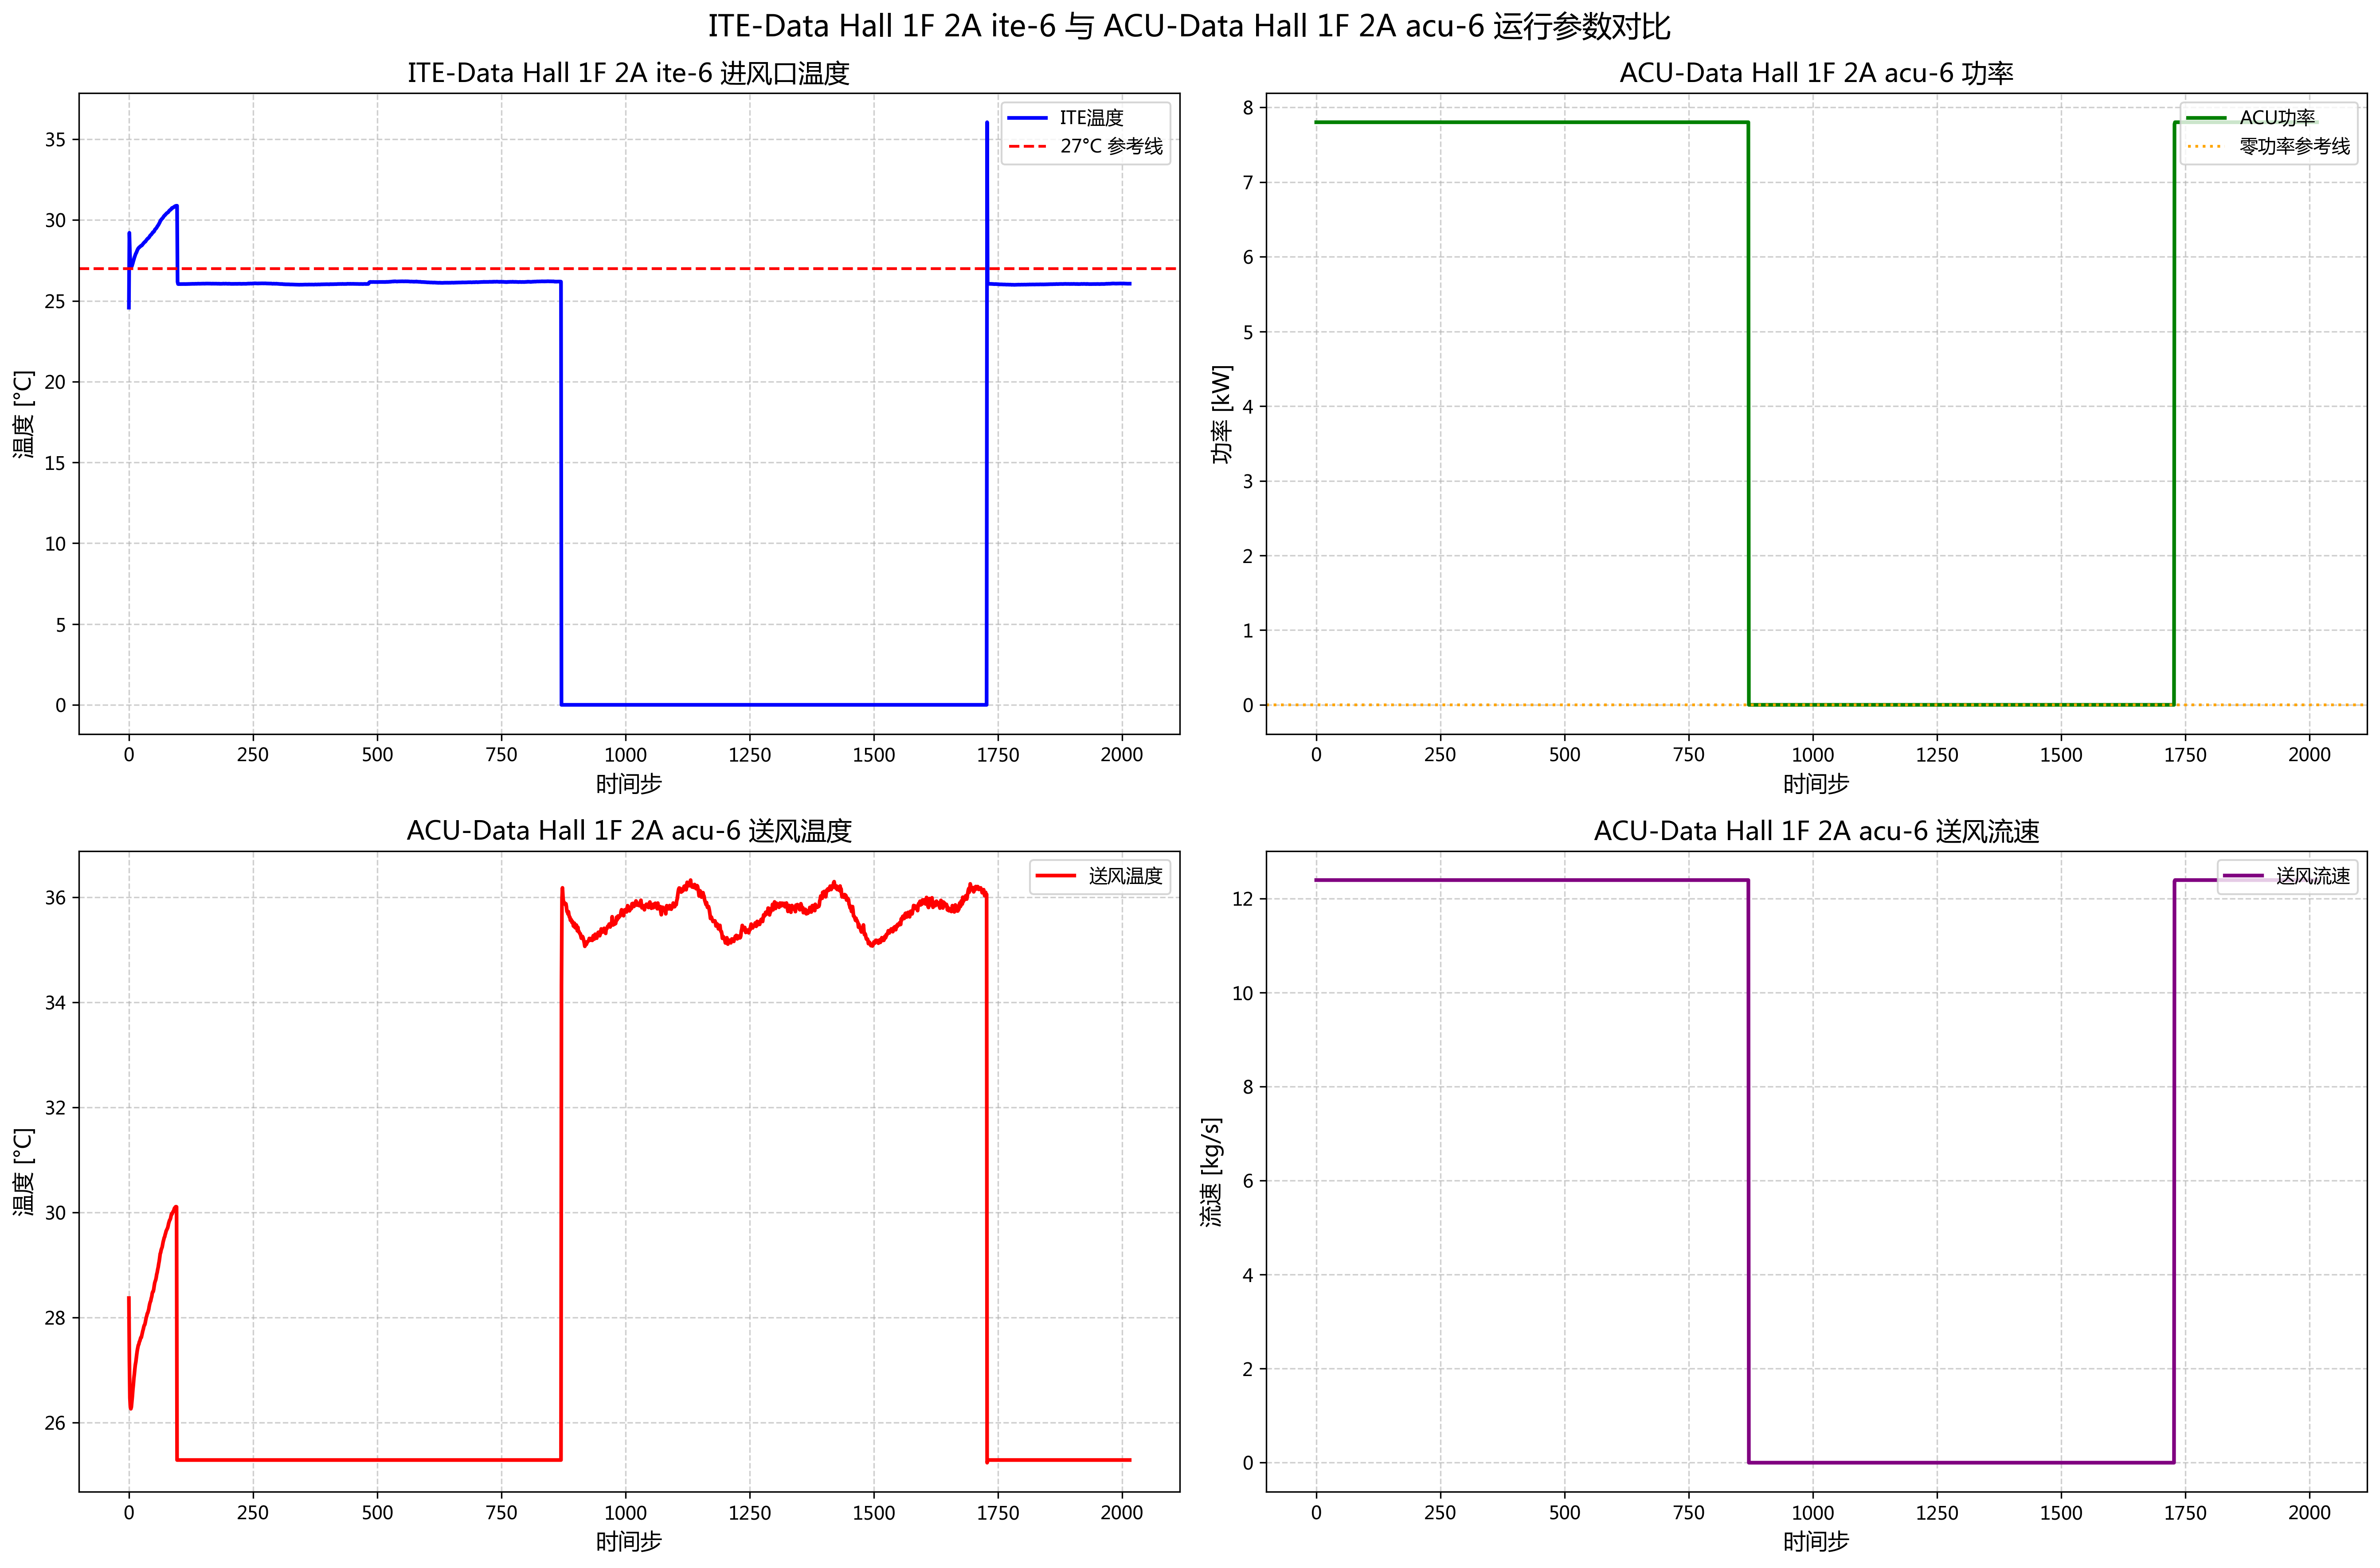 ITE-Data Hall 1F 2A ite-6 与 ACU-Data Hall 1F 2A acu-6 运行参数对比
ITE-Data Hall 1F 2A ite-6 进风口温度
35
30
25
20
15
10
5
0
温度 [°C]
ITE温度
27°C 参考线
0 250 500 750 1000 1250 1500 1750 2000
时间步
ACU-Data Hall 1F 2A acu-6 功率
8
7
6
5
4
3
2
1
0
功率 [kW]
ACU功率
零功率参考线
0 250 500 750 1000 1250 1500 1750 2000
时间步
ACU-Data Hall 1F 2A acu-6 送风温度
36
34
32
30
28
26
温度 [°C]
送风温度
0 250 500 750 1000 1250 1500 1750 2000
时间步
ACU-Data Hall 1F 2A acu-6 送风流速
12
10
8
6
4
2
0
流速 [kg/s]
送风流速
0 250 500 750 1000 1250 1500 1750 2000
时间步